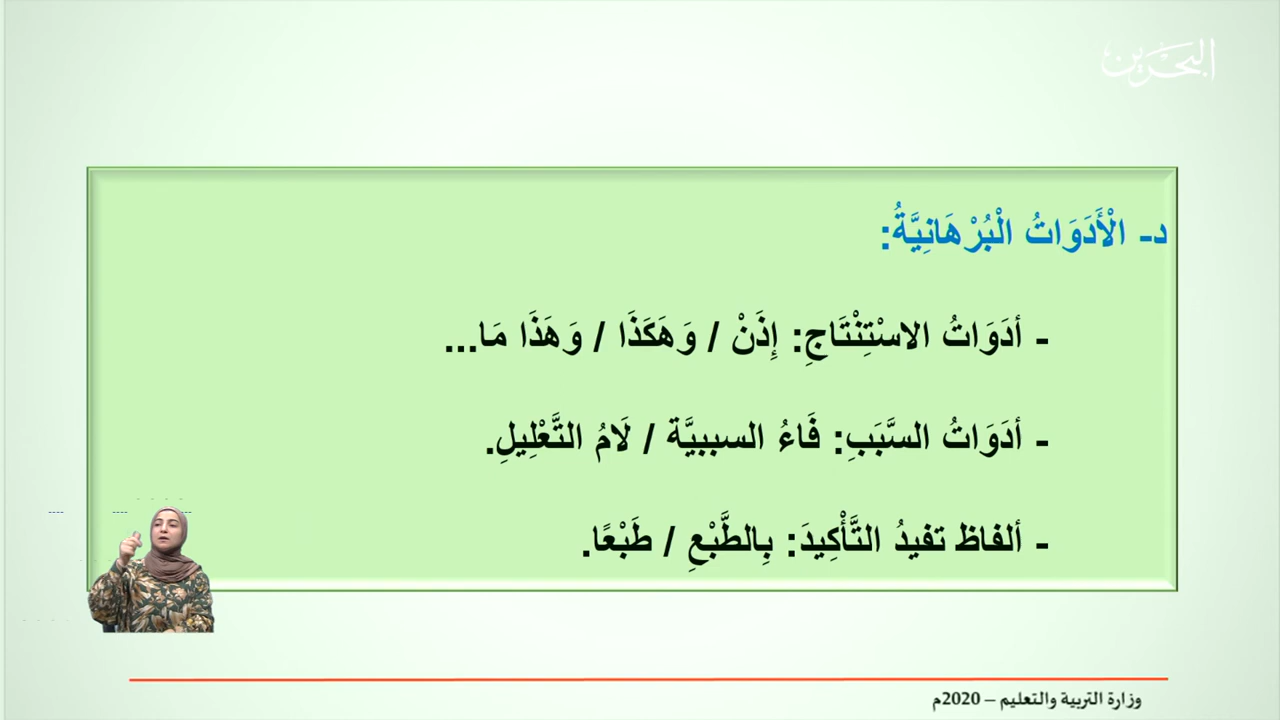 البحرين
د- الْأَدَوَاتُ الْبُرْهَانِيَّةُ:
- أدَوَاتُ الاسْتِنْتَاجِ: إِذَنْ / وَهَكَذَا / وَهَذَا مَا...
- أدَوَاتُ السَّبَبِ: فَاءُ السببيَّة / لَامُ التَّعْلِيلِ.
- ألفاظ تفيدُ التَّأْكِيدَ: بِالطَّبْعِ / طَبْعًا.
وزارة التربية والتعليم – 2020م